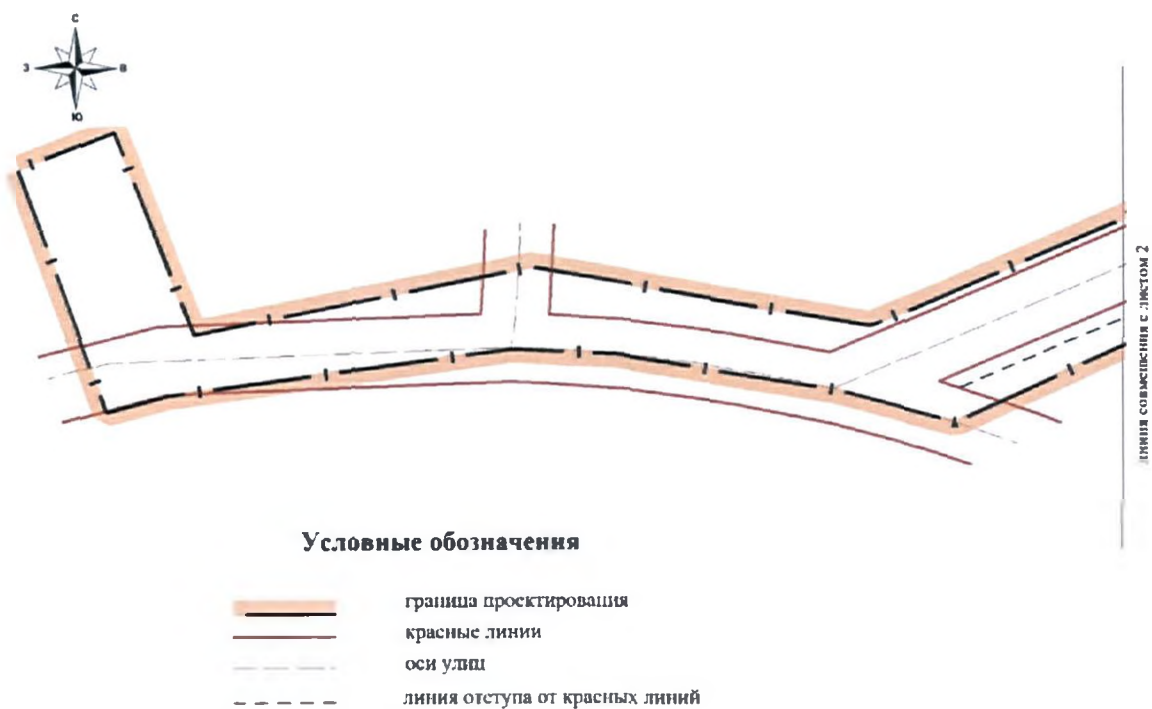 С
З
В
Ю
линия совмещения с листом 2
Условные обозначения
граница проектирования
красные линии
оси улиц
линия отступа от красных линий